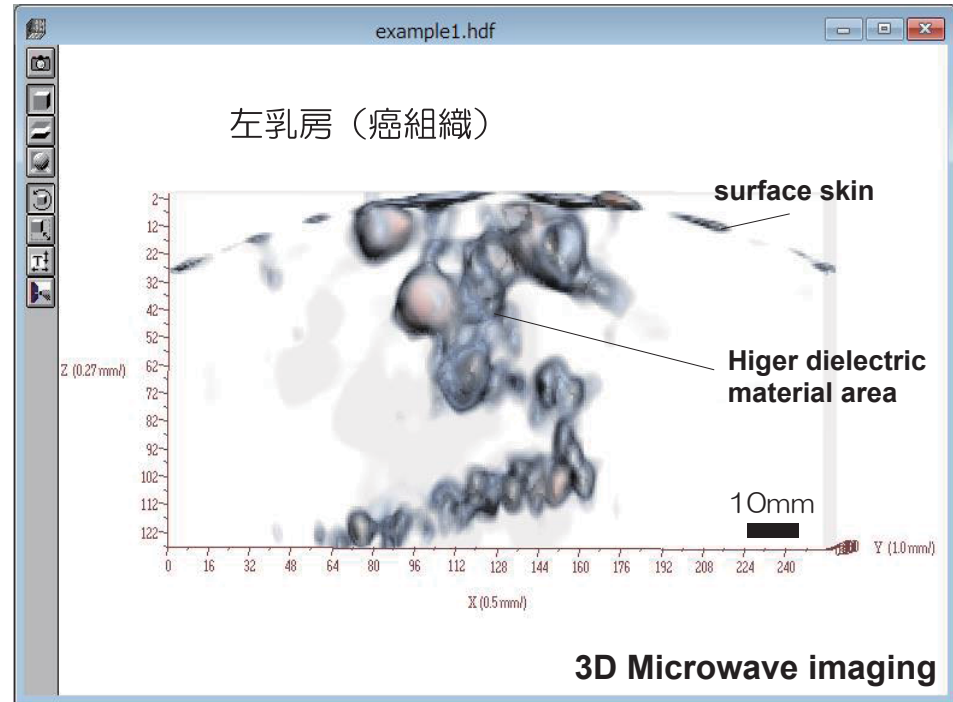 example1.hdf
左乳房（癌組織）
surface skin
2
12
22
32
42
52
62
72
82
92
102
112
122
Z (0.27 mm/)
Higer dielectric
material area
10mm
0 16 32 48 64 80 96 112 128 144 160 176 192 208 224 240
Y (1.0 mm/)
X (0.5 mm/)
3D Microwave imaging